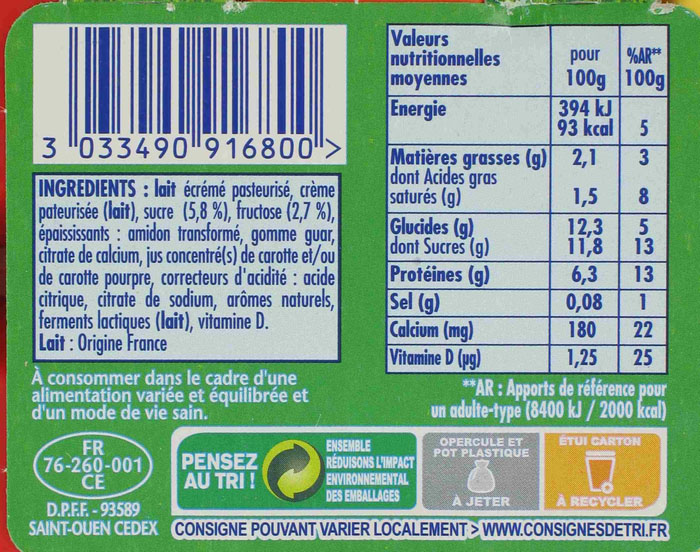 3 033490 916800 >
INGREDIENTS : lait écrémé pasteurisé, crème
pateurisée (lait), sucre (5,8 %), fructose (2,7 %),
épaississants : amidon transformé, gomme guar,
citrate de calcium, jus concentré(s) de carotte et/ou
de carotte pourpre, correcteurs d'acidité : acide
citrique, citrate de sodium, arômes naturels,
ferments lactiques (lait), vitamine D.
Lait : Origine France
À consommer dans le cadre d'une
alimentation variée et équilibrée et
d'un mode de vie sain.
Valeurs
nutritionnelles pour %AR**
moyennes 100g 100g
Energie 394 kJ
93 kcal 5
Matières grasses (g) 2,1 3
dont Acides gras
saturés (g) 1,5 8
Glucides (g) 12,3 5
dont Sucres (g) 11,8 13
Protéines (g) 6,3 13
Sel (g) 0,08 1
Calcium (mg) 180 22
Vitamine D (µg) 1,25 25
**AR : Apports de référence pour
un adulte-type (8400 kJ / 2000 kcal)
FR
76-260-001
CE
D.P.F.F. - 93589
SAINT-OUEN CEDEX
PENSEZ
AU TRI !
ENSEMBLE
RÉDUISONS L'IMPACT
ENVIRONNEMENTAL
DES EMBALLAGES
OPERCULE ET
POT PLASTIQUE
À JETER
ÉTUI CARTON
À RECYCLER
CONSIGNE POUVANT VARIER LOCALEMENT > WWW.CONSIGNESDETRI.FR